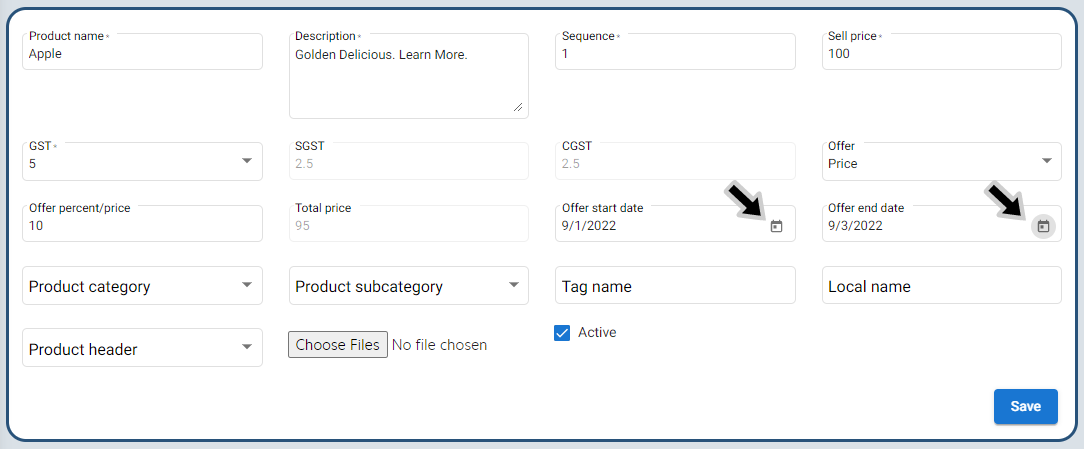 Product name *
Apple
Description *
Golden Delicious. Learn More.
Sequence *
1
Sell price *
100
GST *
5
SGST
2.5
CGST
2.5
Offer
Price
Offer percent/price
10
Total price
95
Offer start date
9/1/2022
Offer end date
9/3/2022
Product category
Product subcategory
Tag name
Local name
Product header
Choose Files No file chosen
Active
Save